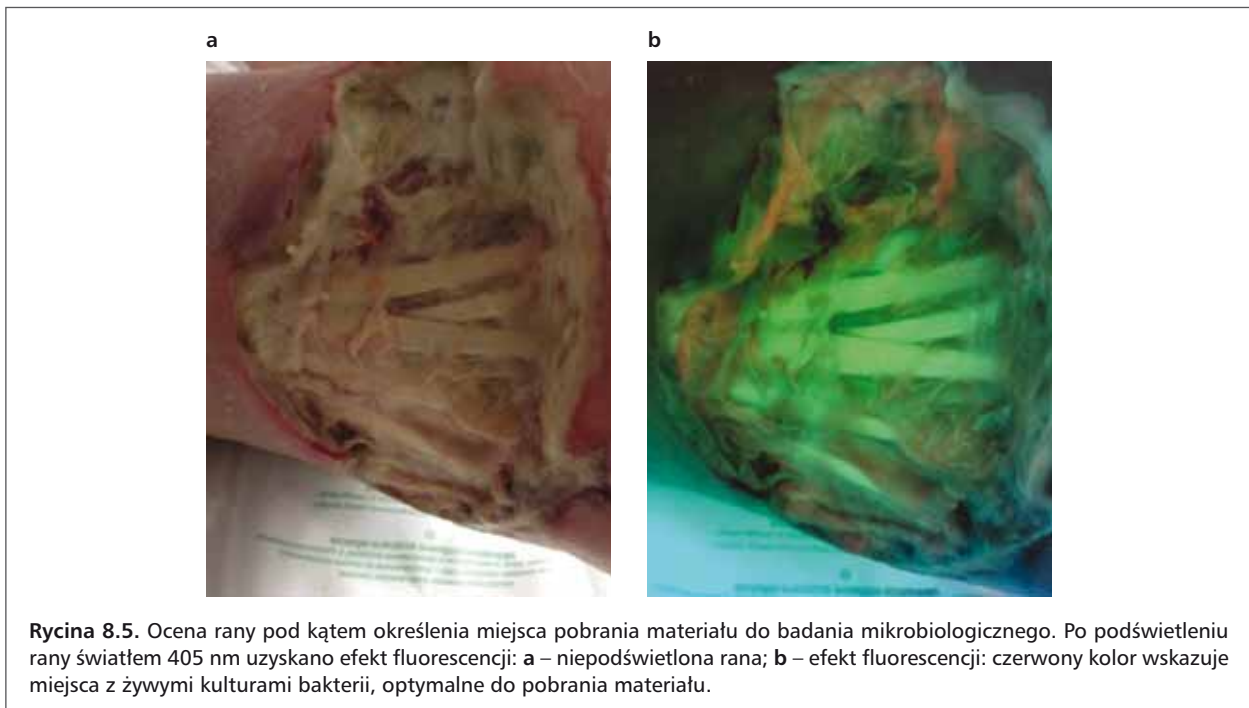 a
b
Rycina 8.5. Ocena rany pod kątem określenia miejsca pobrania materiału do badania mikrobiologicznego. Po podświetleniu
rany światłem 405 nm uzyskano efekt fluorescencji: a – niepodświetlona rana; b – efekt fluorescencji: czerwony kolor wskazuje
miejsca z żywymi kulturami bakterii, optymalne do pobrania materiału.